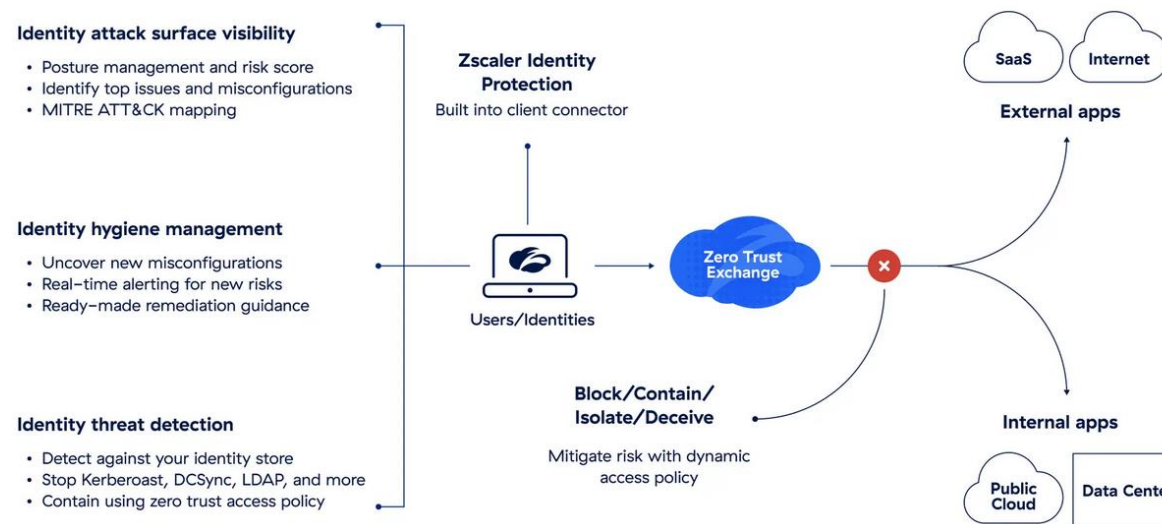 Identity attack surface visibility
• Posture management and risk score
• Identify top issues and misconfigurations
• MITRE ATT&CK mapping
Zscaler Identity
Protection
Built into client connector
SaaS
Internet
External apps
Identity hygiene management
• Uncover new misconfigurations
• Real-time alerting for new risks
• Ready-made remediation guidance
Users/Identities
Zero Trust
Exchange
Block/Contain/
Isolate/Deceive
Mitigate risk with dynamic
access policy
Identity threat detection
• Detect against your identity store
• Stop Kerberoast, DCSync, LDAP, and more
• Contain using zero trust access policy
Internal apps
Public
Cloud
Data Cente